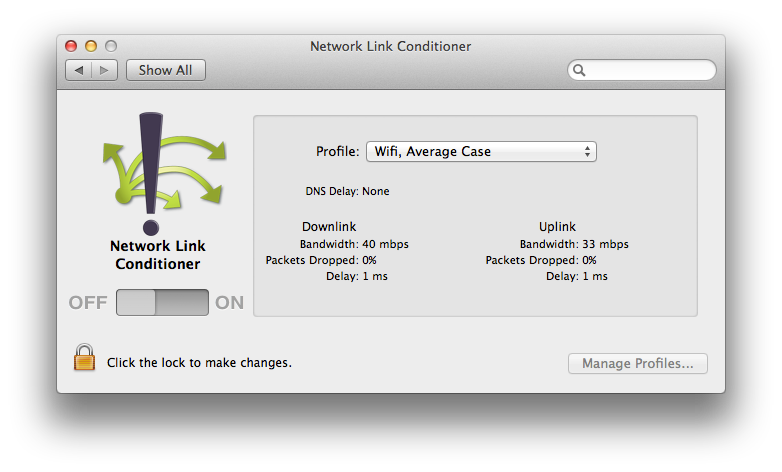 Network Link Conditioner
Show All
Profile: Wifi, Average Case
DNS Delay: None
Downlink
Bandwidth: 40 mbps
Packets Dropped: 0%
Delay: 1 ms
Uplink
Bandwidth: 33 mbps
Packets Dropped: 0%
Delay: 1 ms
Network Link
Conditioner
OFF ON
Click the lock to make changes.
Manage Profiles...